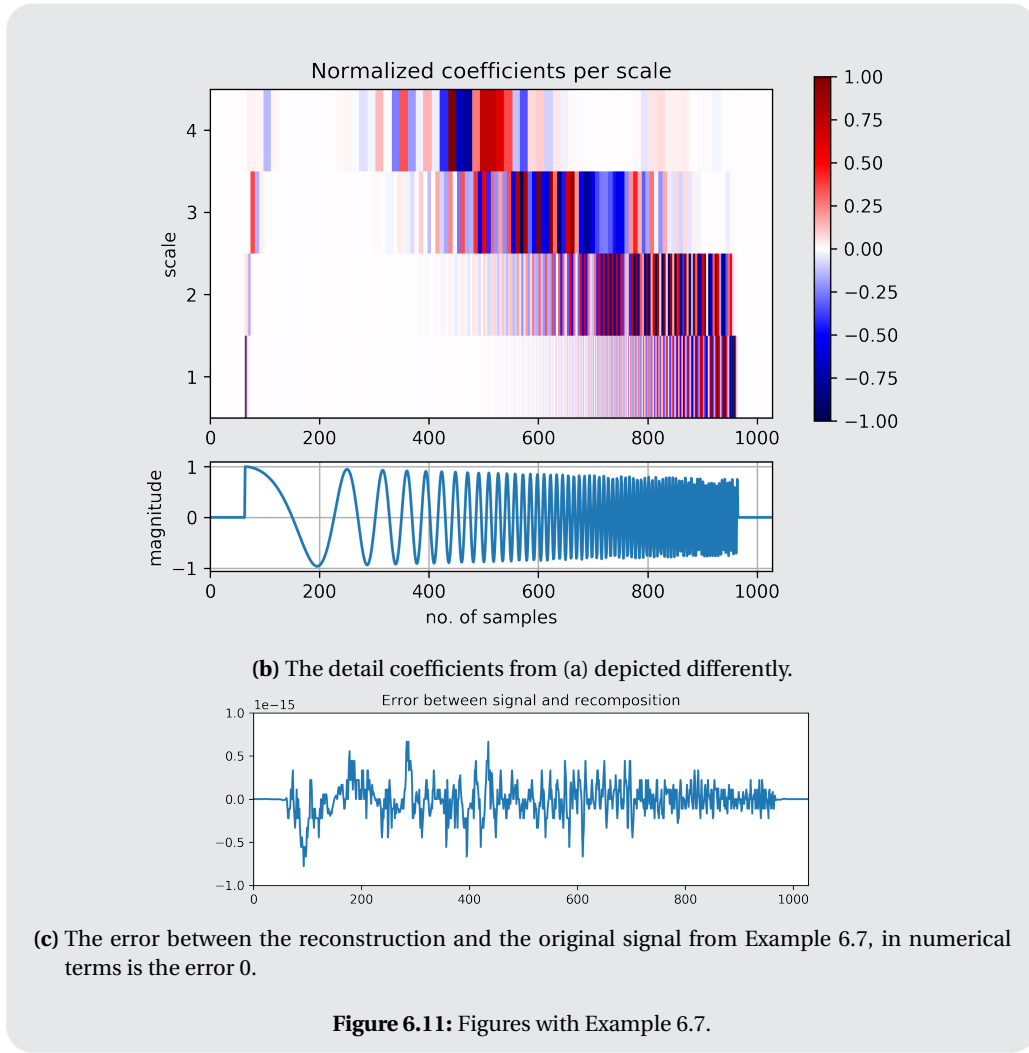 Normalized coefficients per scale
scale
4
3
2
1
0 200 400 600 800 1000
1.00
0.75
0.50
0.25
0.00
−0.25
−0.50
−0.75
−1.00
magnitude
1
0
−1
0 200 400 600 800 1000
no. of samples
(b) The detail coefficients from (a) depicted differently.
Error between signal and recomposition
1e−15
1.0
0.5
0.0
−0.5
−1.0
0 200 400 600 800 1000
(c) The error between the reconstruction and the original signal from Example 6.7, in numerical
terms is the error 0.
Figure 6.11: Figures with Example 6.7.